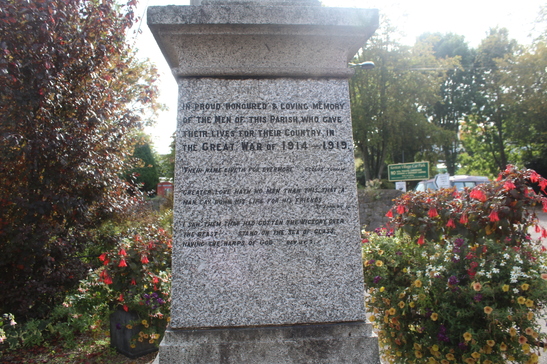 IN PROUD, HONOURED & LOVING MEMORY
OF THE MEN OF THIS PARISH, WHO GAVE
THEIR LIVES FOR THEIR COUNTRY, IN
THE GREAT WAR OF 1914–1919.
THEIR NAME LIVETH FOR EVERMORE.
GREATER LOVE HATH NO MEN THAN THIS, THAT A
MAN LAY DOWN HIS LIFE FOR HIS FRIENDS.
I SAW THEM THAT HAD GOTTEN THE VICTORY OVER
THE BEAST STAND ON THE SEA OF GLASS,
HAVING THE HARPS OF GOD